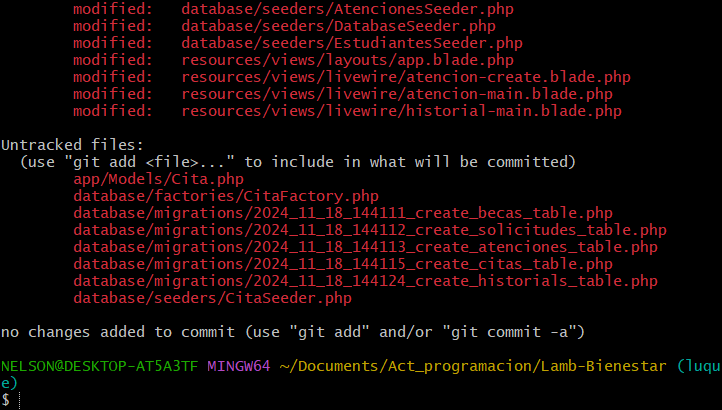 modified:   database/seeders/AtencionesSeeder.php
modified:   database/seeders/DatabaseSeeder.php
modified:   database/seeders/EstudiantesSeeder.php
modified:   resources/views/layouts/app.blade.php
modified:   resources/views/livewire/atencion-create.blade.php
modified:   resources/views/livewire/atencion-main.blade.php
modified:   resources/views/livewire/historial-main.blade.php
Untracked files:
(use "git add <file>..." to include in what will be committed)
app/Models/Cita.php
database/factories/CitaFactory.php
database/migrations/2024_11_18_144111_create_becas_table.php
database/migrations/2024_11_18_144112_create_solicitudes_table.php
database/migrations/2024_11_18_144113_create_atenciones_table.php
database/migrations/2024_11_18_144115_create_citas_table.php
database/migrations/2024_11_18_144124_create_historials_table.php
database/seeders/CitaSeeder.php
no changes added to commit (use "git add" and/or "git commit -a")
NELSON@DESKTOP-AT5A3TF MINGW64 ~/Documents/Act_programacion/Lamb-Bienestar (luqu
e)
$